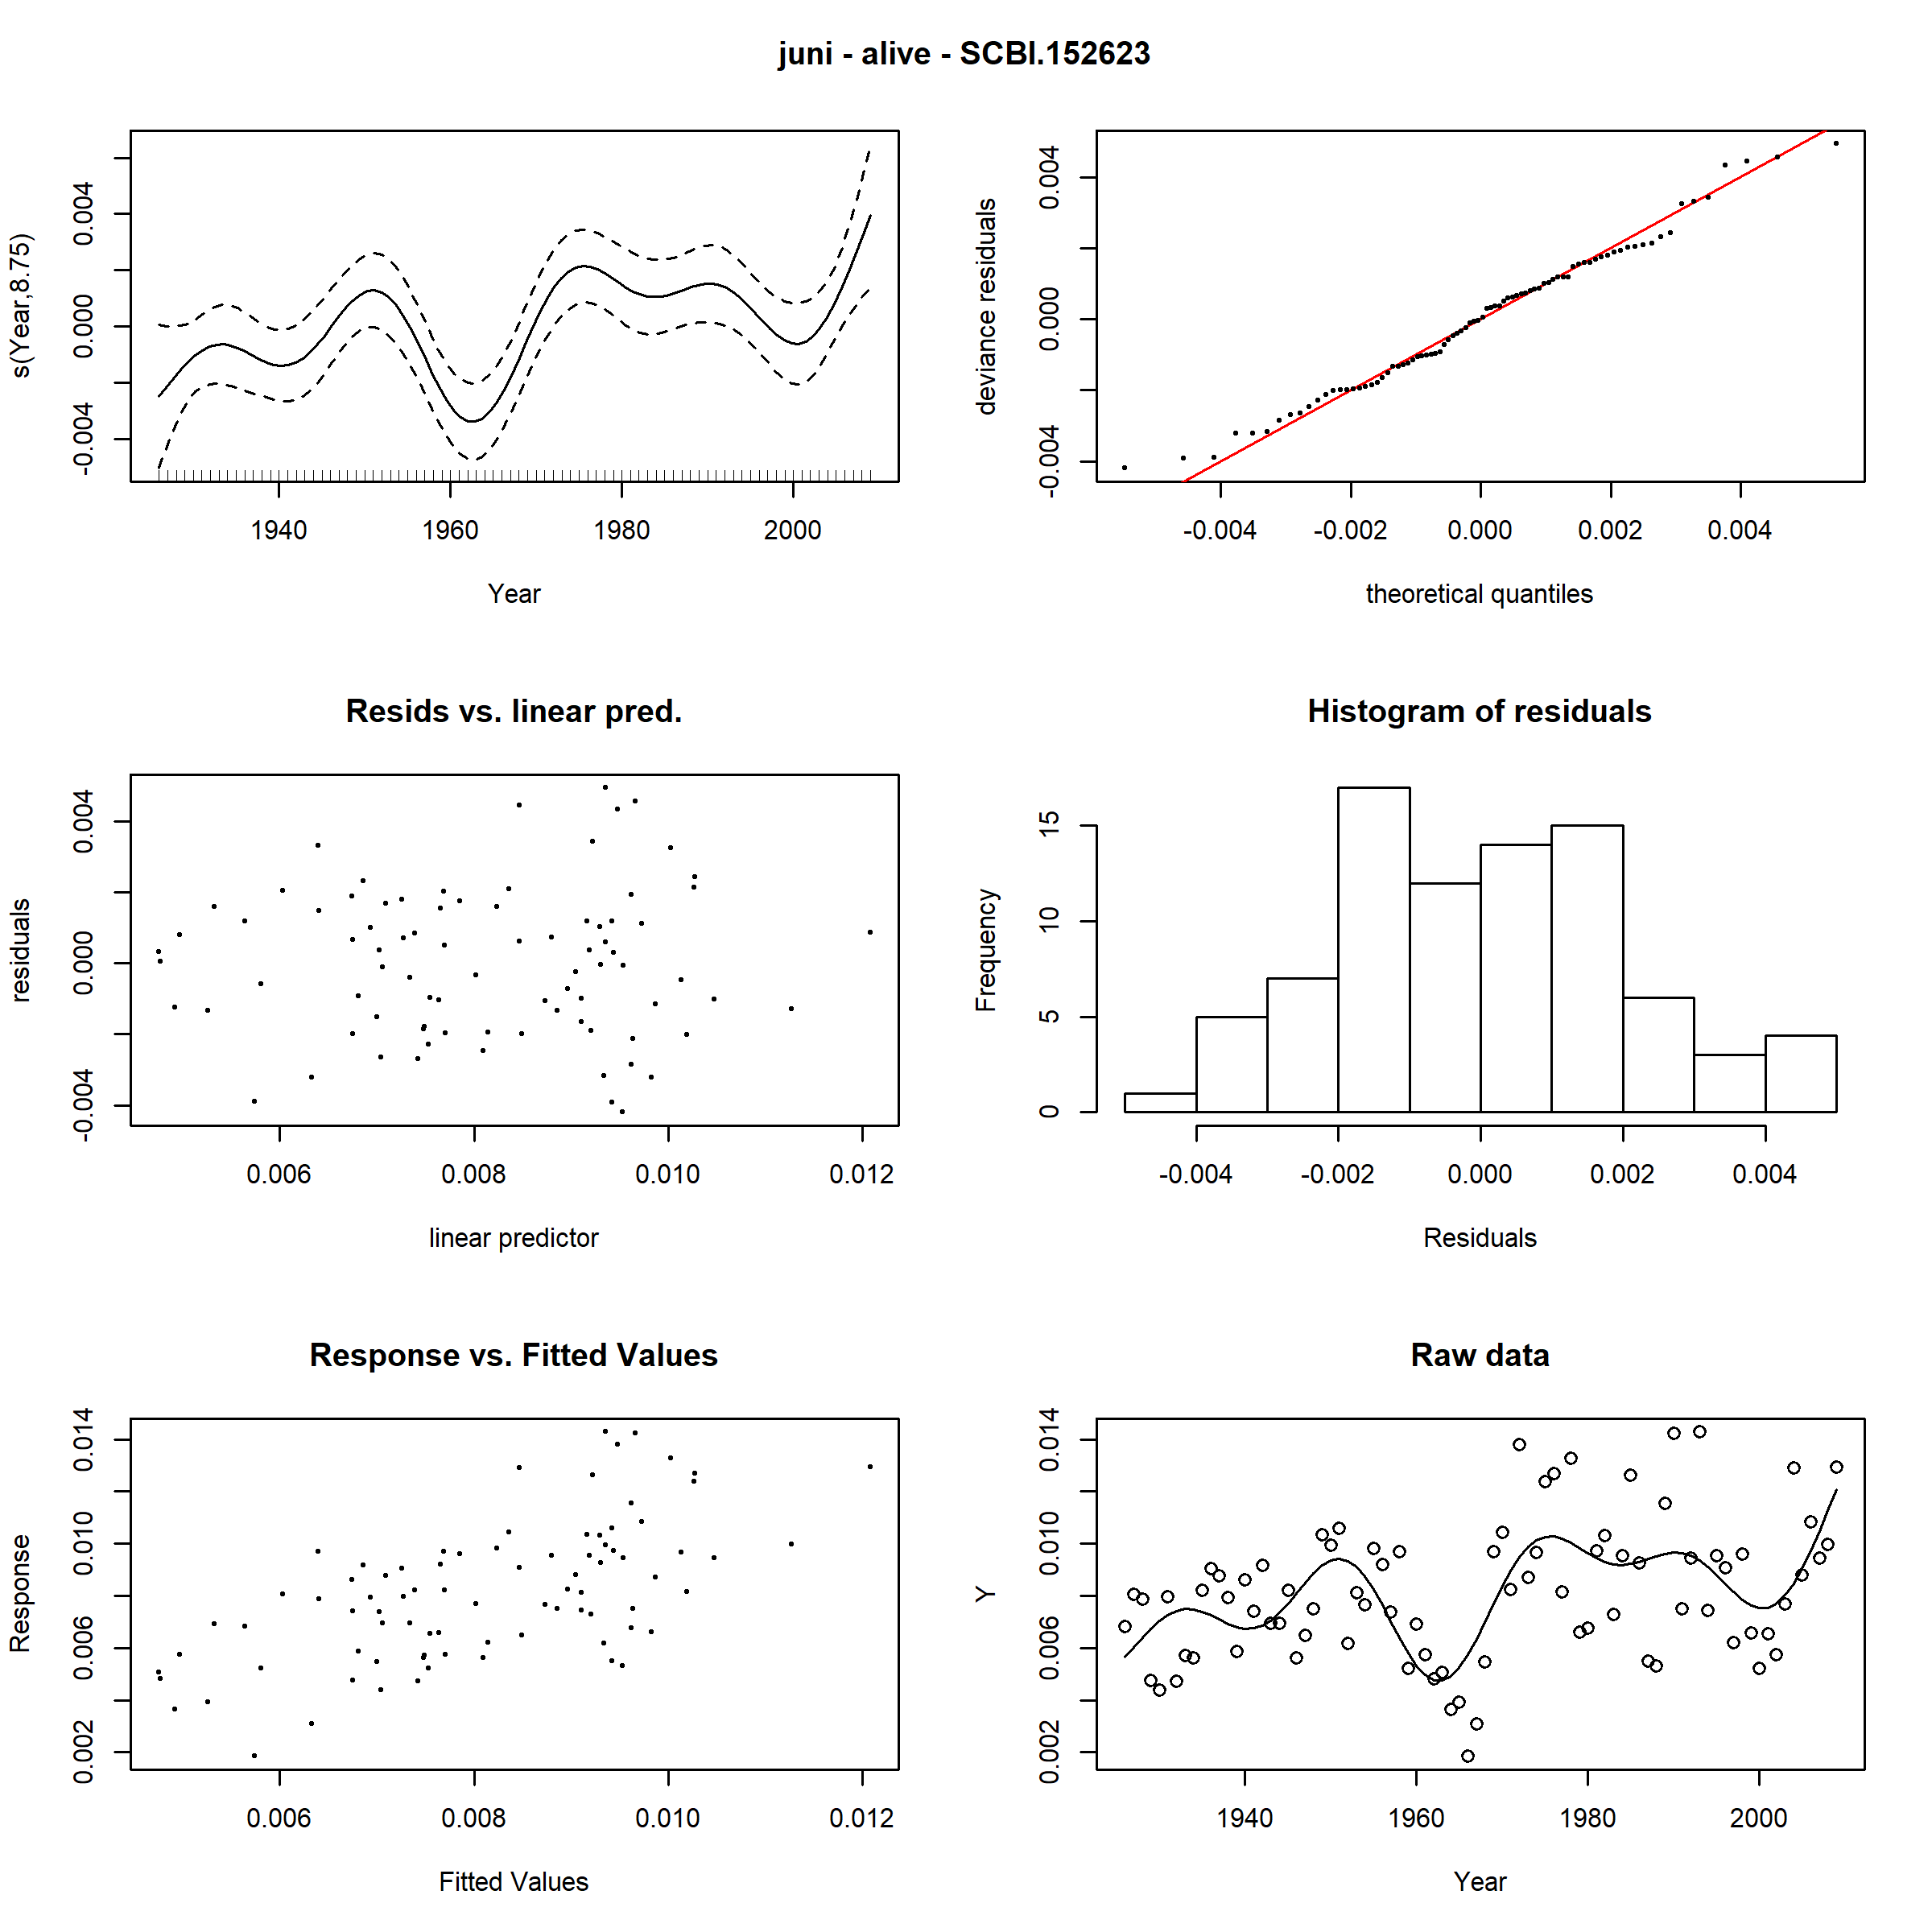 juni - alive - SCBI.152623
s(Year,8.75)
-0.004 0.000 0.004
1940 1960 1980 2000
Year
deviance residuals
-0.004 0.000 0.004
-0.004 -0.002 0.000 0.002 0.004
theoretical quantiles
Resids vs. linear pred.
residuals
-0.004 0.000 0.004
0.006 0.008 0.010 0.012
linear predictor
Histogram of residuals
Frequency
0 5 10 15
-0.004 -0.002 0.000 0.002 0.004
Residuals
Response vs. Fitted Values
Response
0.002 0.006 0.010 0.014
0.006 0.008 0.010 0.012
Fitted Values
Raw data
Y
0.002 0.006 0.010 0.014
1940 1960 1980 2000
Year